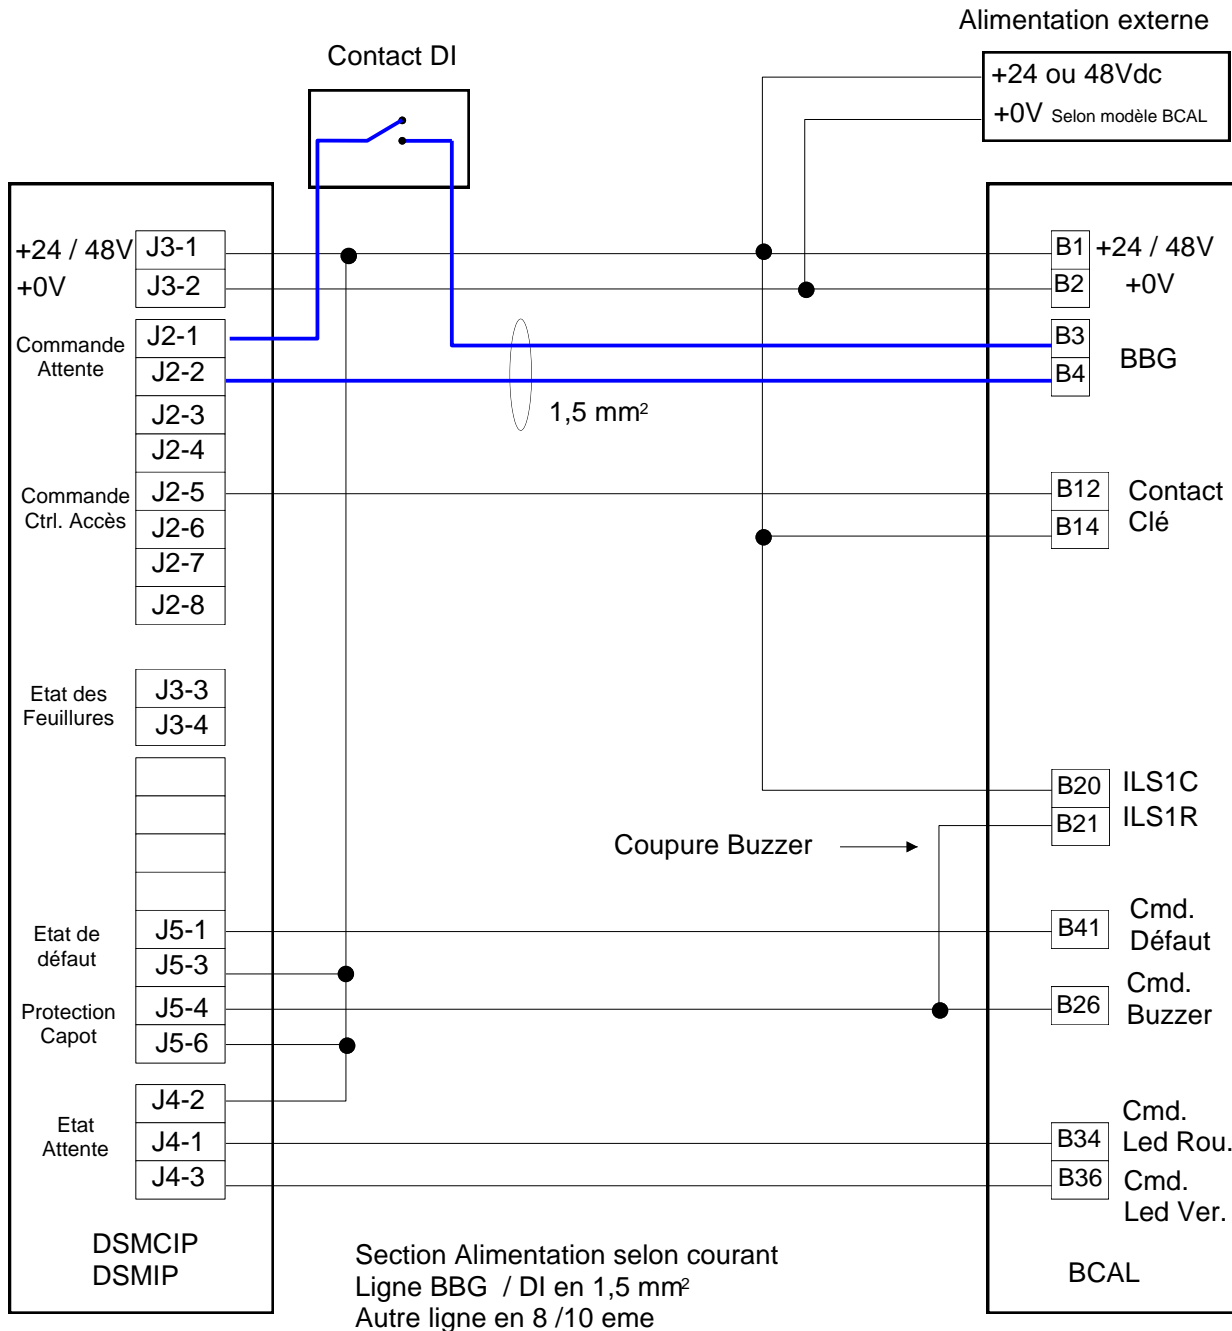 Alimentation externe
+24 ou 48Vdc
+0V Selon modèle BCAL
Contact DI
+24 / 48V
J3-1
+0V
J3-2
Commande
Attente
J2-1
J2-2
J2-3
J2-4
Commande
Ctrl. Accès
J2-5
J2-6
J2-7
J2-8
Etat des
Feuillures
J3-3
J3-4
Etat de
défaut
J5-1
J5-3
Protection
Capot
J5-4
J5-6
Etat
Attente
J4-2
J4-1
J4-3
DSMCIP
DSMIP
1,5 mm²
Coupure Buzzer
B1 +24 / 48V
B2 +0V
B3
B4
BBG
B12
B14
Contact
Clé
B20 ILS1C
B21 ILS1R
B41
Cmd.
Défaut
B26
Cmd.
Buzzer
B34
Cmd.
Led Rou.
B36
Cmd.
Led Ver.
BCAL
Section Alimentation selon courant
Ligne BBG / DI en 1,5 mm²
Autre ligne en 8 /10 eme